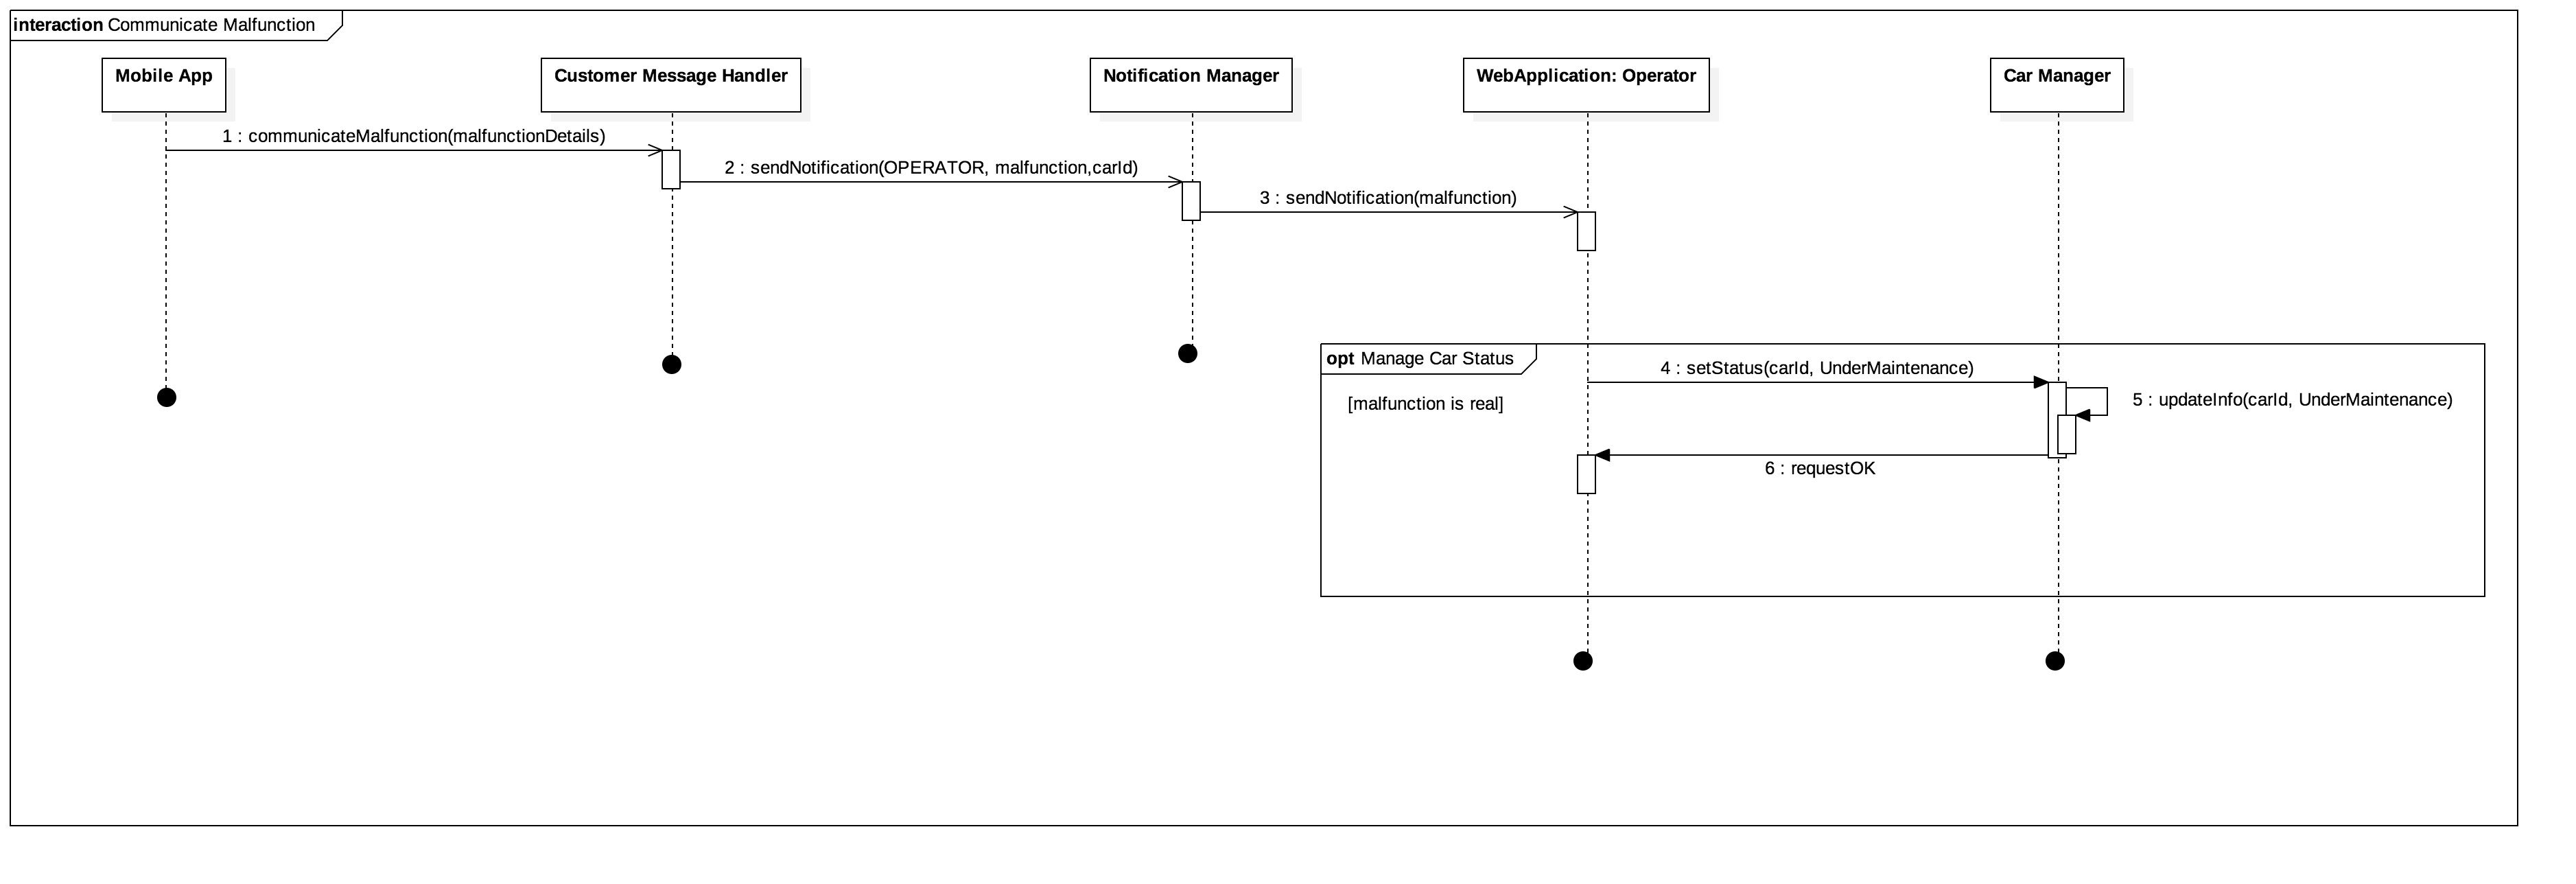 interaction Communicate Malfunction
Mobile App
Customer Message Handler
Notification Manager
WebApplication: Operator
Car Manager
1 : communicateMalfunction(malfunctionDetails)
2 : sendNotification(OPERATOR, malfunction,carId)
3 : sendNotification(malfunction)
opt Manage Car Status
4 : setStatus(carId, UnderMaintenance)
[malfunction is real]
5 : updateInfo(carId, UnderMaintenance)
6 : requestOK